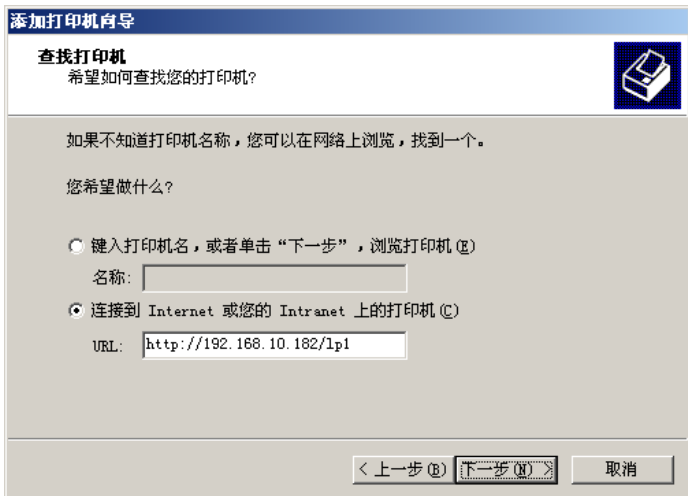 添加打印机向导
查找打印机
希望如何查找您的打印机?
如果不知道打印机名称，您可以在网络上浏览，找到一个。
您希望做什么?
键入打印机名，或者单击“下一步”，浏览打印机(E)
名称:
连接到 Internet 或您的 Intranet 上的打印机(C)
URL: http://192.168.10.182/lp1
< 上一步(B) 下一步(N) > 取消